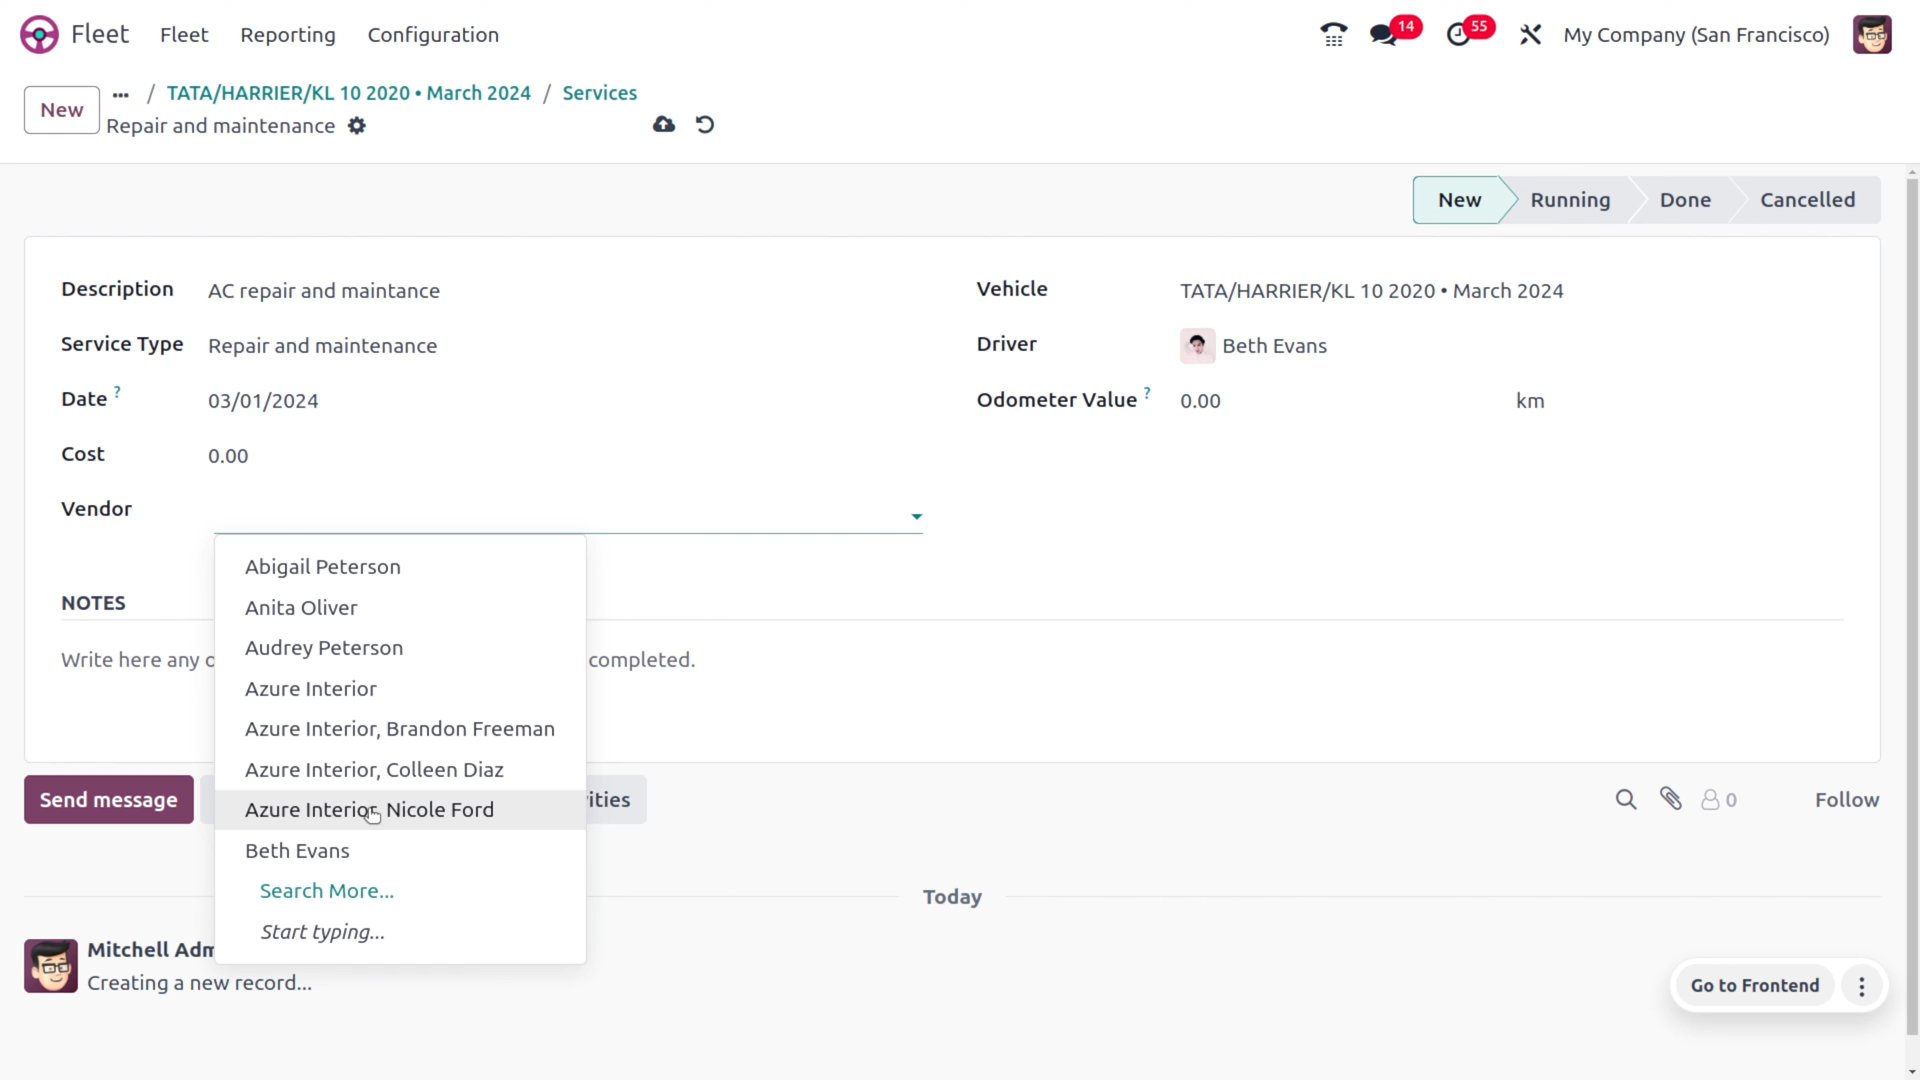 Fleet Fleet Reporting Configuration 14 55 My Company (San Francisco)
New ... / TATA/HARRIER/KL 10 2020 • March 2024 / Services
Repair and maintenance
New Running Done Cancelled
Description AC repair and maintance Vehicle TATA/HARRIER/KL 10 2020 • March 2024
Service Type Repair and maintenance Driver Beth Evans
Date ? 03/01/2024 Odometer Value ? 0.00 km
Cost 0.00
Vendor
Abigail Peterson
NOTES Anita Oliver
Audrey Peterson
Write here any completed.
Azure Interior
Azure Interior, Brandon Freeman
Azure Interior, Colleen Diaz
Send message Azure Interior, Nicole Ford ities 0 Follow
Beth Evans
Search More...
Today
Start typing...
Mitchell Adm
Creating a new record...
Go to Frontend